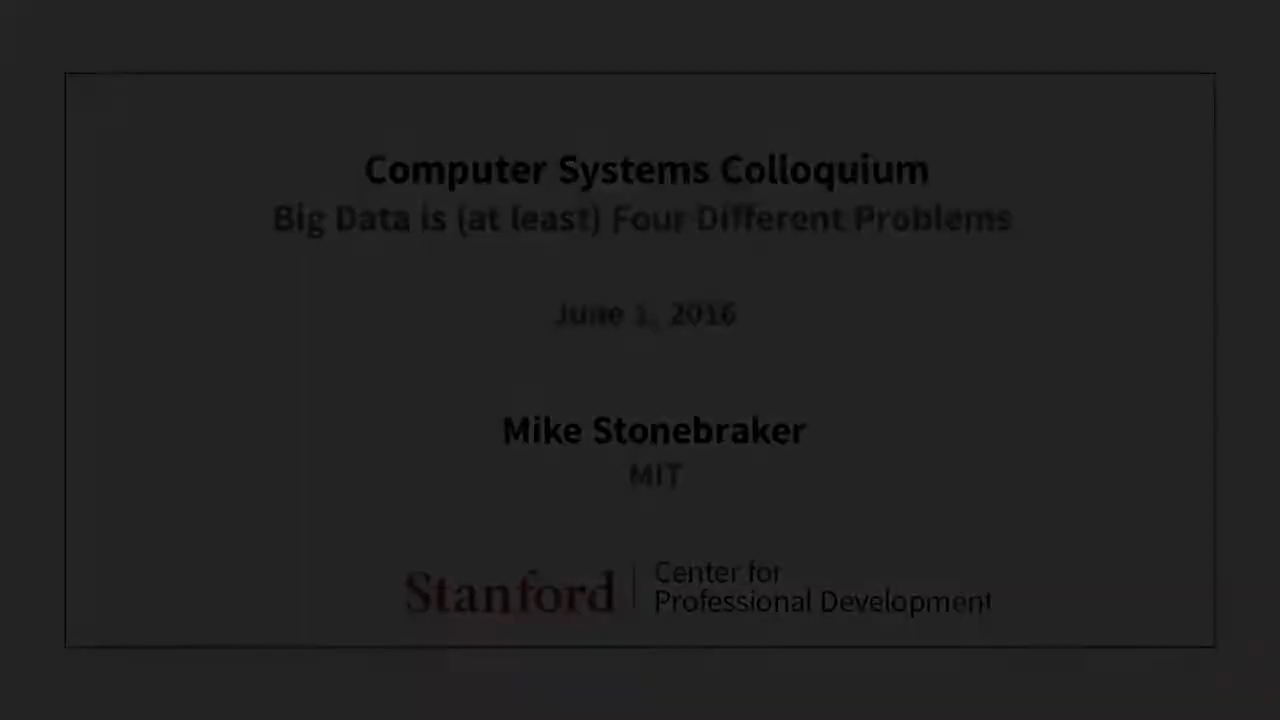 Computer Systems Colloquium
Big Data is (at least) Four Different Problems
June 1, 2016
Mike Stonebraker
MIT
Stanford
Center for
Professional Development